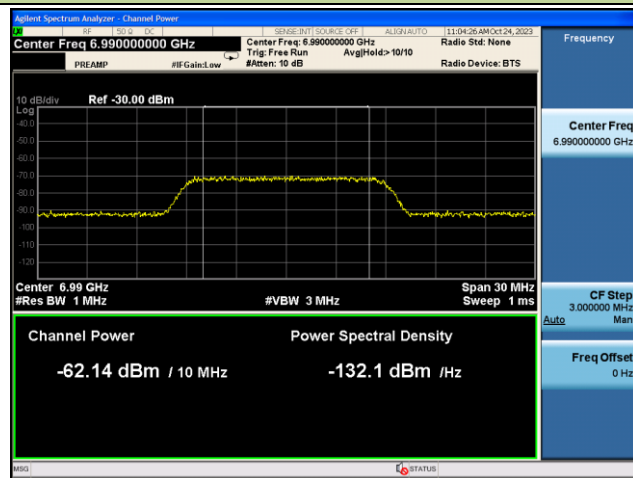 Agilent Spectrum Analyzer - Channel Power
RF 50 Ω DC SENSE:INT SOURCE OFF ALIGN AUTO 11:04:26 AM Oct 24, 2023
Center Freq 6.990000000 GHz Center Freq: 6.990000000 GHz Radio Std: None
Trig: Free Run Avg|Hold:> 10/10
PREAMP #IFGain:Low #Atten: 10 dB Radio Device: BTS
Frequency
10 dB/div Ref -30.00 dBm
Log
-40.0
-50.0
-60.0
-70.0
-80.0
-90.0
-100
-110
-120
Center Freq
6.990000000 GHz
Center 6.99 GHz Span 30 MHz
#Res BW 1 MHz #VBW 3 MHz Sweep 1 ms
CF Step
3.000000 MHz
Auto Man
Channel Power Power Spectral Density
-62.14 dBm / 10 MHz -132.1 dBm /Hz
Freq Offset
0 Hz
MSG STATUS